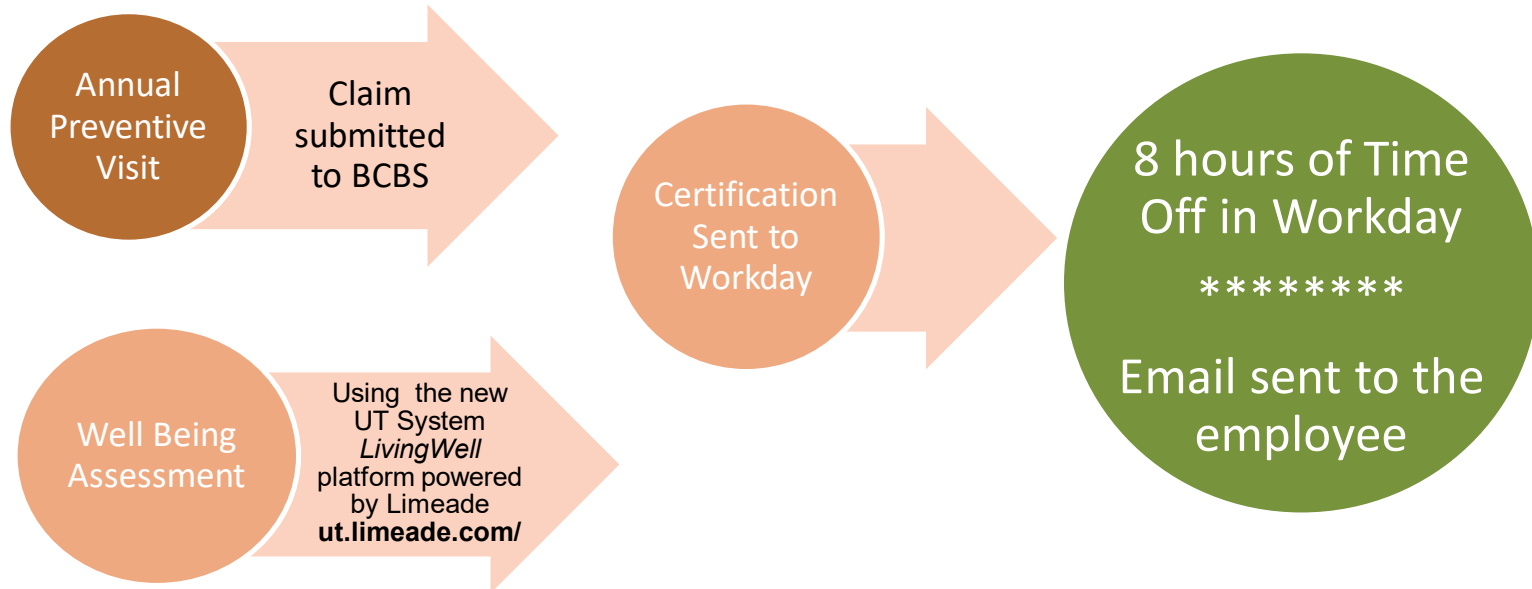 Annual
Preventive
Visit
Claim
submitted
to BCBS
Well Being
Assessment
Using  the new
UT System
LivingWell
platform powered
by Limeade
ut.limeade.com/
Certification
Sent to
Workday
8 hours of Time
Off in Workday
********
Email sent to the
employee